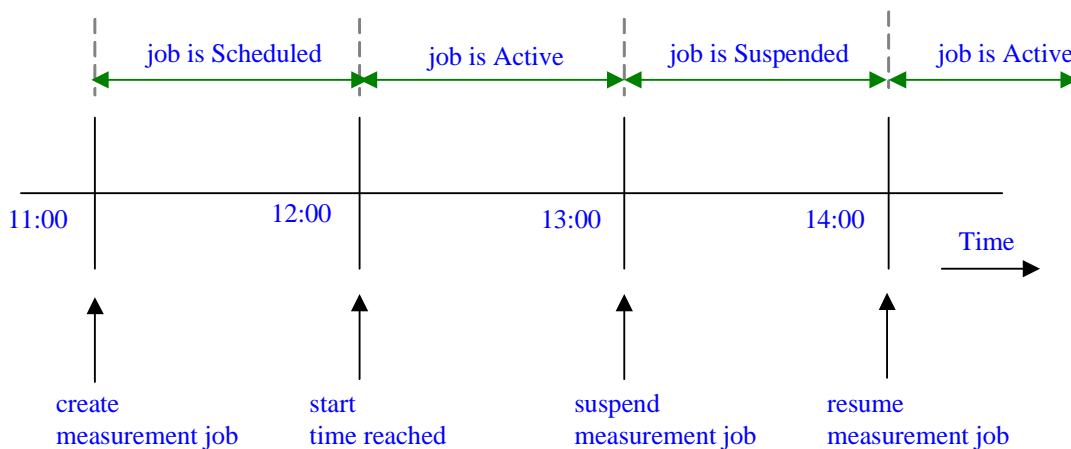 job is Scheduled
job is Active
job is Suspended
job is Active
11:00
12:00
13:00
14:00
Time
create
measurement job
start
time reached
suspend
measurement job
resume
measurement job